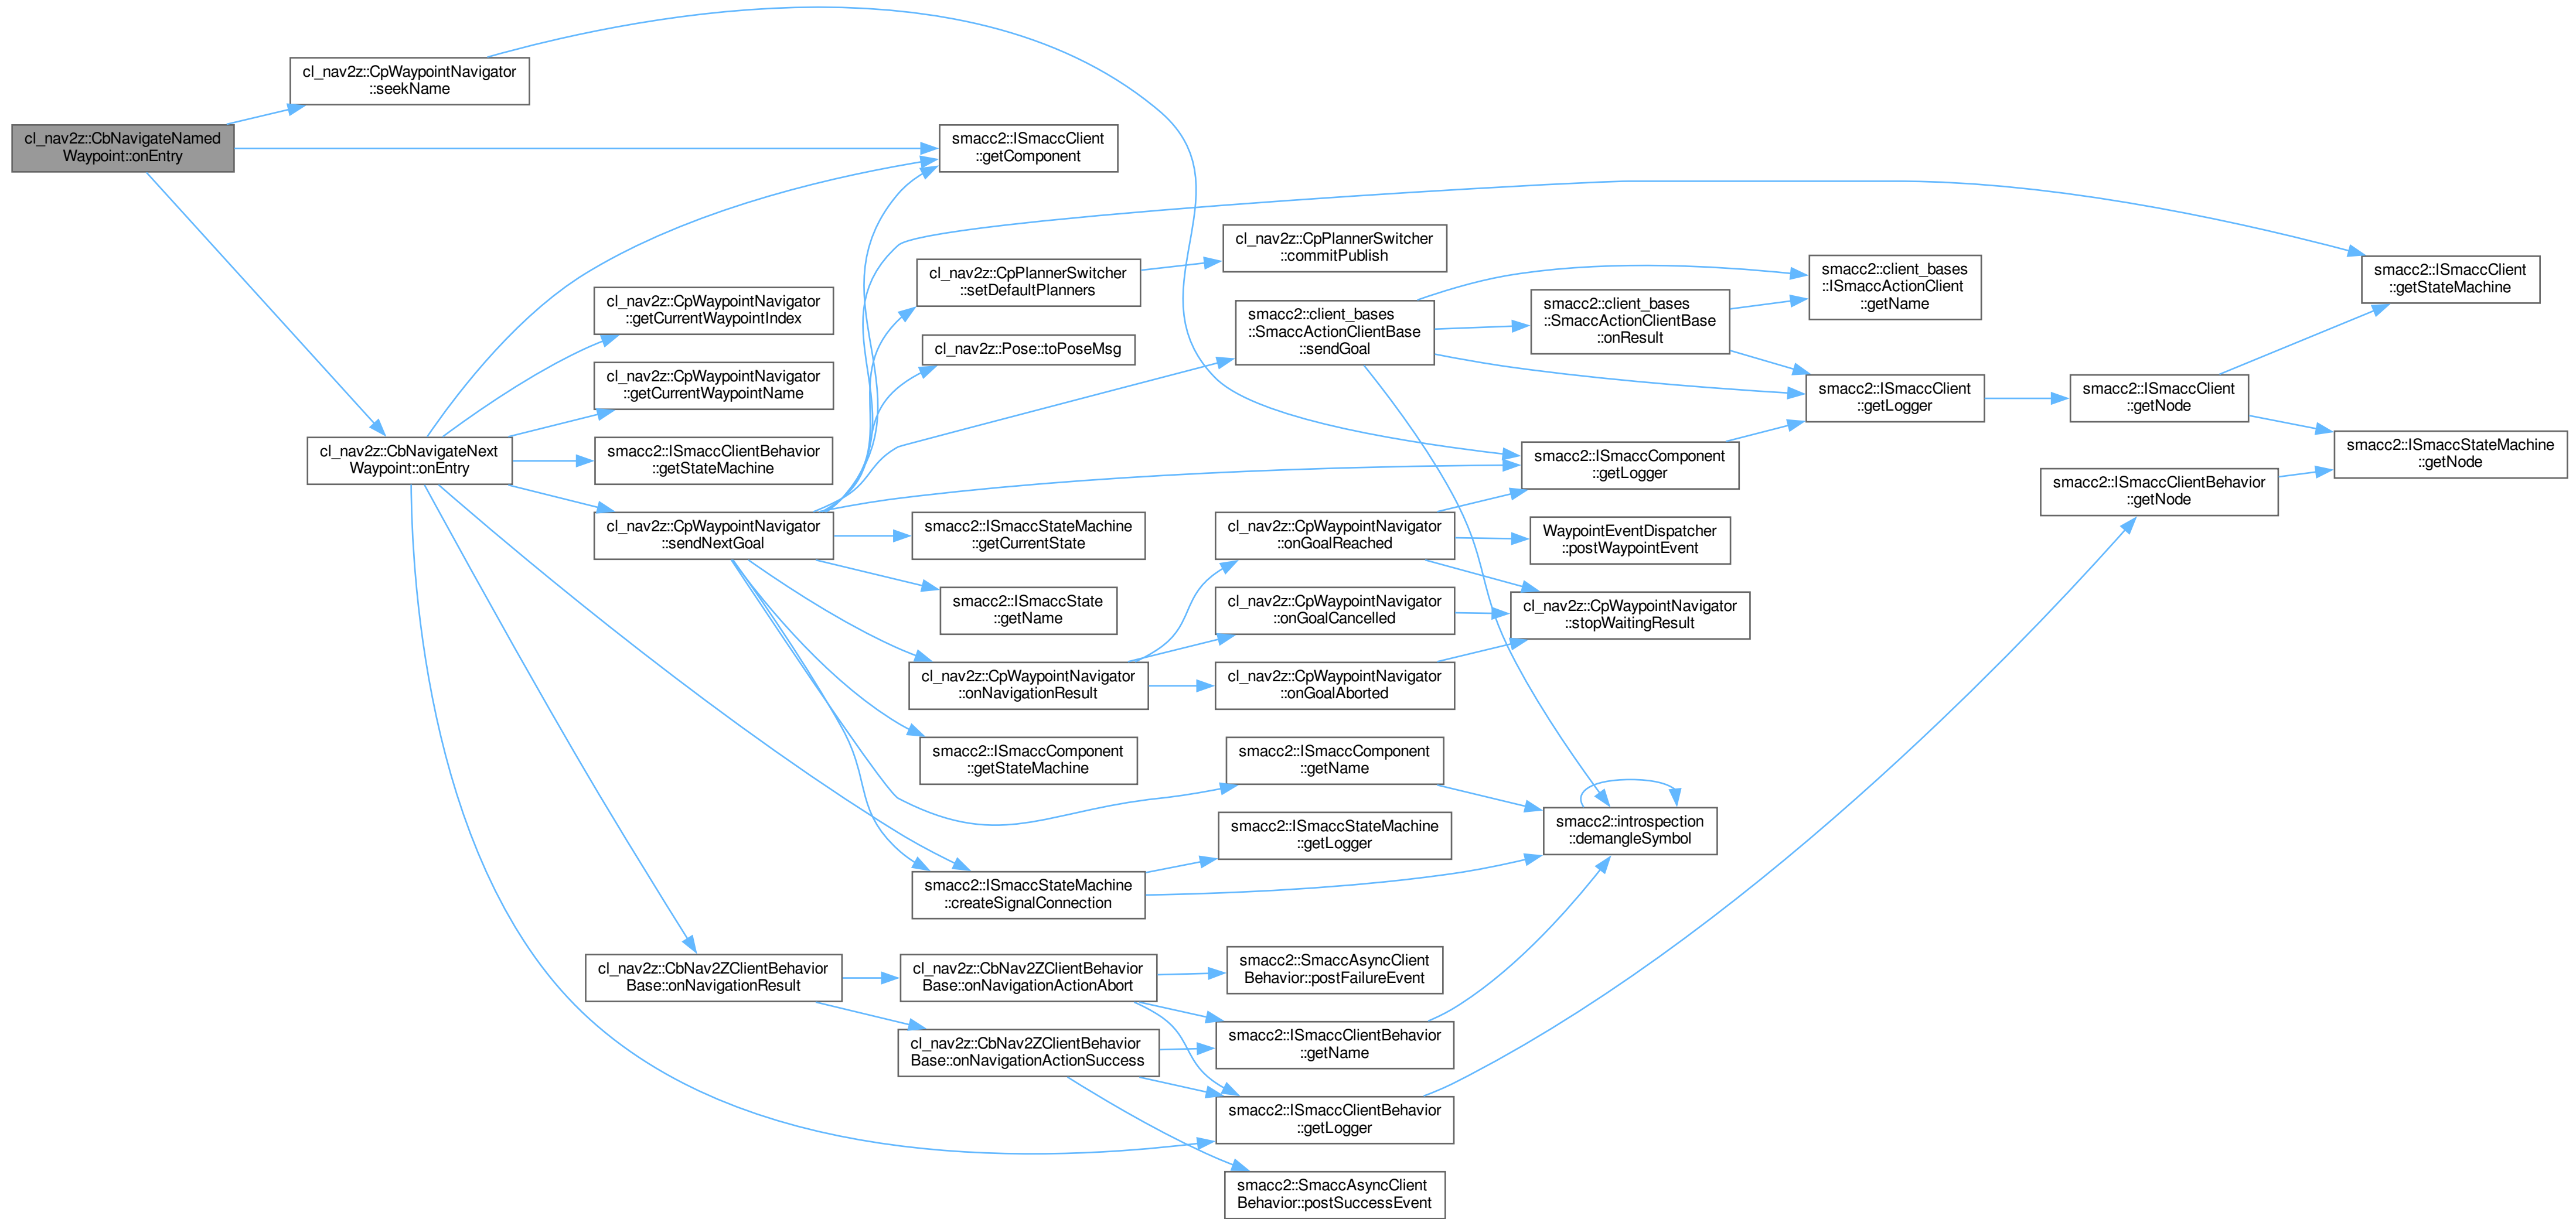 cl_nav2z::CbNavigateNamed
Waypoint::onEntry
cl_nav2z::CpWaypointNavigator
::seekName
smacc2::ISmaccClient
::getComponent
cl_nav2z::CbNavigateNext
Waypoint::onEntry
cl_nav2z::CpWaypointNavigator
::getCurrentWaypointIndex
cl_nav2z::CpWaypointNavigator
::getCurrentWaypointName
smacc2::ISmaccClientBehavior
::getStateMachine
cl_nav2z::CpWaypointNavigator
::sendNextGoal
cl_nav2z::CbNav2ZClientBehavior
Base::onNavigationResult
cl_nav2z::CpPlannerSwitcher
::setDefaultPlanners
cl_nav2z::Pose::toPoseMsg
smacc2::ISmaccStateMachine
::getCurrentState
smacc2::ISmaccState
::getName
cl_nav2z::CpWaypointNavigator
::onNavigationResult
smacc2::ISmaccComponent
::getStateMachine
smacc2::ISmaccStateMachine
::createSignalConnection
cl_nav2z::CbNav2ZClientBehavior
Base::onNavigationActionAbort
cl_nav2z::CbNav2ZClientBehavior
Base::onNavigationActionSuccess
cl_nav2z::CpPlannerSwitcher
::commitPublish
smacc2::client_bases
::SmaccActionClientBase
::sendGoal
cl_nav2z::CpWaypointNavigator
::onGoalReached
cl_nav2z::CpWaypointNavigator
::onGoalCancelled
cl_nav2z::CpWaypointNavigator
::onGoalAborted
smacc2::ISmaccComponent
::getName
smacc2::ISmaccStateMachine
::getLogger
smacc2::SmaccAsyncClient
Behavior::postFailureEvent
smacc2::ISmaccClientBehavior
::getName
smacc2::ISmaccClientBehavior
::getLogger
smacc2::SmaccAsyncClient
Behavior::postSuccessEvent
smacc2::client_bases
::SmaccActionClientBase
::onResult
smacc2::ISmaccComponent
::getLogger
WaypointEventDispatcher
::postWaypointEvent
cl_nav2z::CpWaypointNavigator
::stopWaitingResult
smacc2::introspection
::demangleSymbol
smacc2::client_bases
::ISmaccActionClient
::getName
smacc2::ISmaccClient
::getLogger
smacc2::ISmaccClient
::getNode
smacc2::ISmaccClientBehavior
::getNode
smacc2::ISmaccClient
::getStateMachine
smacc2::ISmaccStateMachine
::getNode